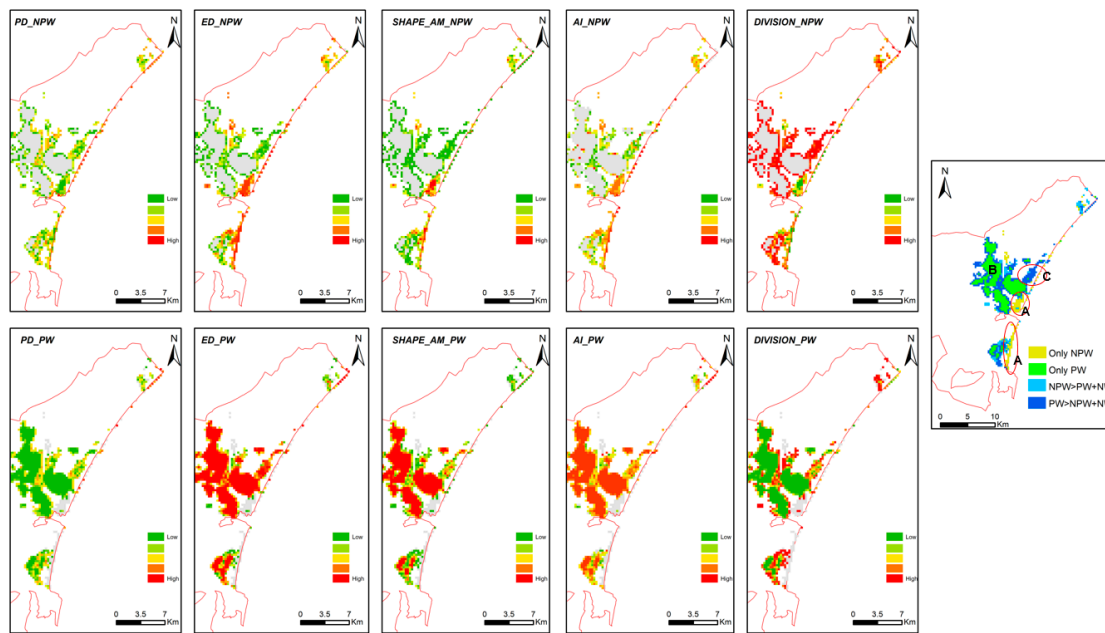 PD_NPW
N
Low
High
0 3.5 7
Km
ED_NPW
N
Low
High
0 3.5 7
Km
SHAPE_AM_NPW
N
Low
High
0 3.5 7
Km
AI_NPW
N
Low
High
0 3.5 7
Km
DIVISION_NPW
N
Low
High
0 3.5 7
Km
PD_PW
N
Low
High
0 3.5 7
Km
ED_PW
N
Low
High
0 3.5 7
Km
SHAPE_AM_PW
N
Low
High
0 3.5 7
Km
AI_PW
N
Low
High
0 3.5 7
Km
DIVISION_PW
N
Low
High
0 3.5 7
Km
N
B
C
A
A
Only NPW
Only PW
NPW>PW+N
PW>NPW+N
0 5 10
Km